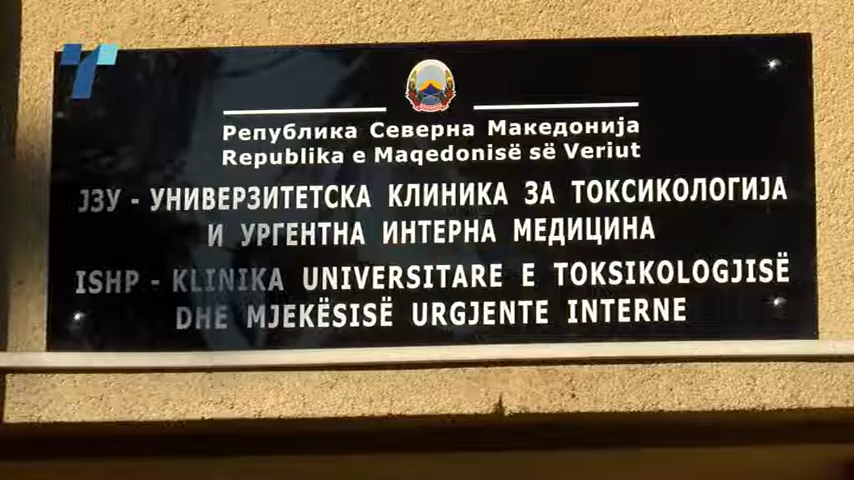 Република Северна Македонија
Republika e Maqedonisë së Veriut
ЈЗУ - УНИВЕРЗИТЕТСКА КЛИНИКА ЗА ТОКСИКОЛОГИЈА
И УРГЕНТНА ИНТЕРНА МЕДИЦИНА
ISHP - KLINIKA UNIVERSITARE E TOKSIKOLOGJISË
DHE MJEKËSISË URGJENTE INTERNE